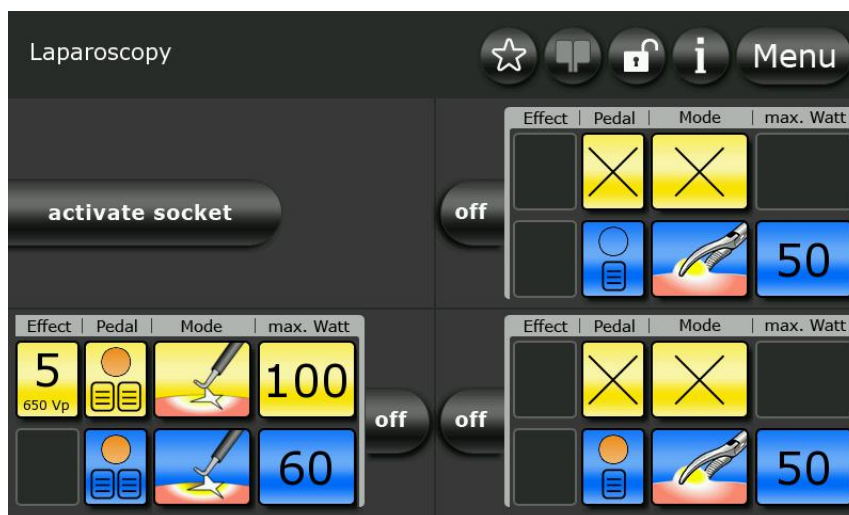 Laparoscopy
i Menu
Effect | Pedal | Mode | max. Watt
activate socket
off
50
Effect | Pedal | Mode | max. Watt
5
650 Vp
100
off
60
Effect | Pedal | Mode | max. Watt
off
50